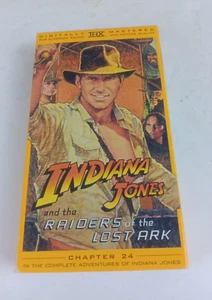 DIGITALLY THX MASTERED
INDIANA
JONES
and the
RAIDERS of the
LOST ARK
CHAPTER 24
IN THE COMPLETE ADVENTURES OF INDIANA JONES